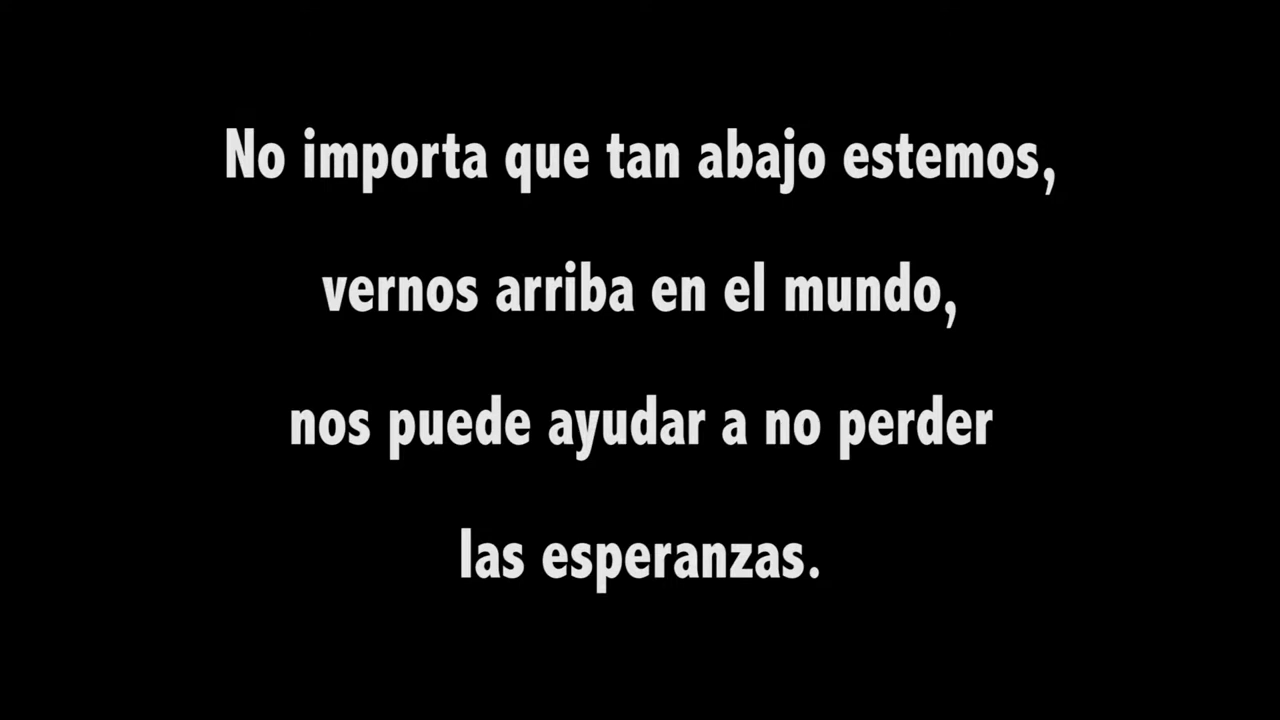 No importa que tan abajo estemos,
vernos arriba en el mundo,
nos puede ayudar a no perder
las esperanzas.